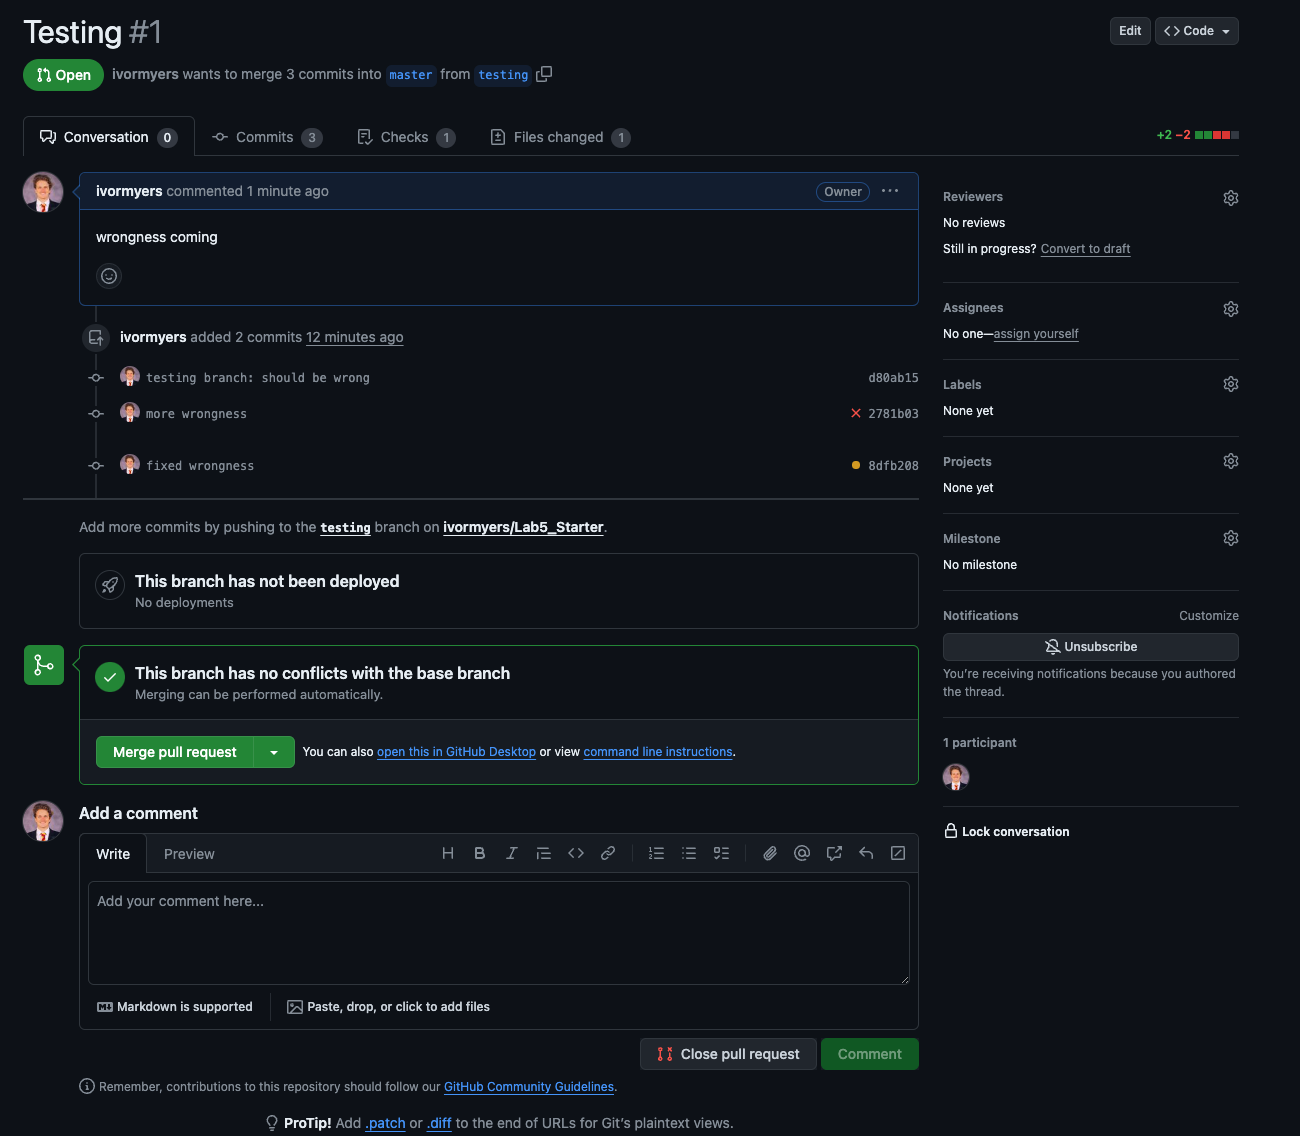 Testing #1
Edit
<> Code
Open
ivormyers wants to merge 3 commits into master from testing
Conversation 0
Commits 3
Checks 1
Files changed 1
+2 −2
ivormyers commented 1 minute ago
Owner
wrongness coming
ivormyers added 2 commits 12 minutes ago
testing branch: should be wrong
d80ab15
more wrongness
2781b03
fixed wrongness
8dfb208
Add more commits by pushing to the testing branch on ivormyers/Lab5_Starter.
This branch has not been deployed
No deployments
This branch has no conflicts with the base branch
Merging can be performed automatically.
Merge pull request
You can also open this in GitHub Desktop or view command line instructions.
Add a comment
Write
Preview
Add your comment here...
Markdown is supported
Paste, drop, or click to add files
Close pull request
Comment
Remember, contributions to this repository should follow our GitHub Community Guidelines.
ProTip! Add .patch or .diff to the end of URLs for Git’s plaintext views.
Reviewers
No reviews
Still in progress? Convert to draft
Assignees
No one—assign yourself
Labels
None yet
Projects
None yet
Milestone
No milestone
Notifications
Customize
Unsubscribe
You’re receiving notifications because you authored
the thread.
1 participant
Lock conversation